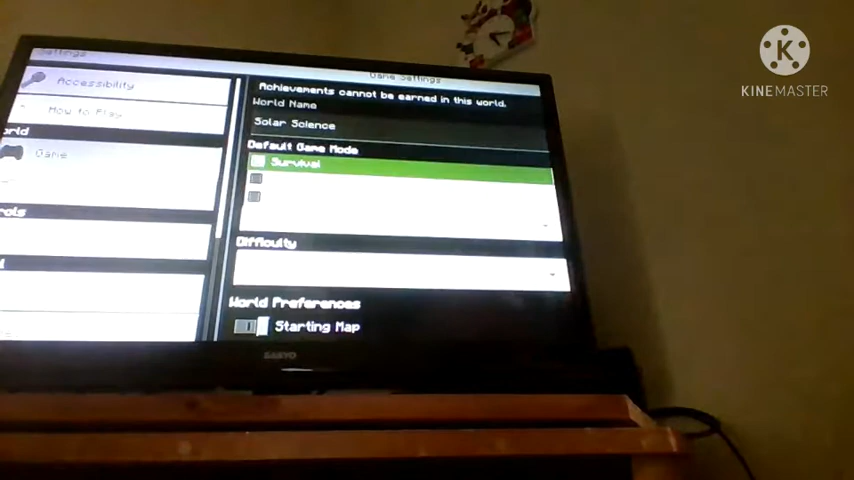 Settings
Game Settings
Accessibility
How to Play
World
Game
Achievements cannot be earned in this world.
World Name
Solar Science
Default Game Mode
Survival
Difficulty
World Preferences
Starting Map
SANYO
KINEMASTER